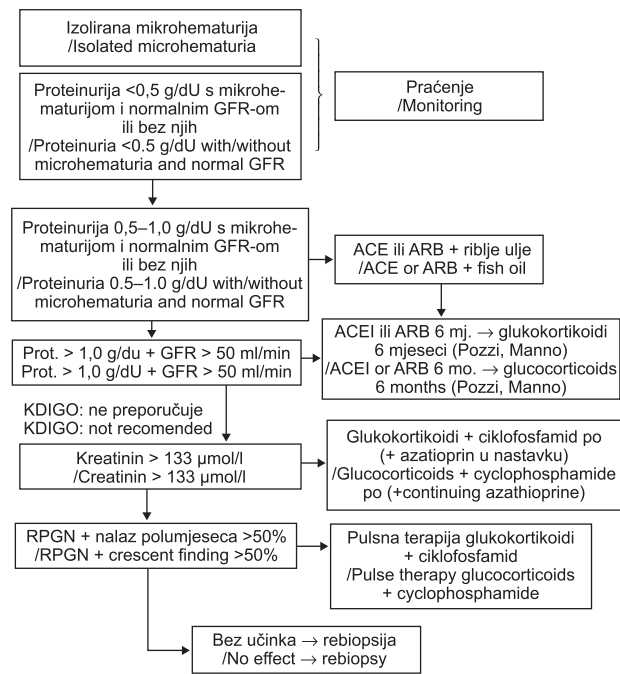 Izolirana mikrohematurija
/Isolated microhematuria
Proteinurija <0,5 g/dU s mikrohe-
maturijom i normalnim GFR-om
ili bez njih
/Proteinuria <0.5 g/dU with/without
microhematuria and normal GFR
Praćenje
/Monitoring
Proteinurija 0,5–1,0 g/dU s mikrohe-
maturijom i normalnim GFR-om
ili bez njih
/Proteinuria 0.5–1.0 g/dU with/without
microhematuria and normal GFR
ACE ili ARB + riblje ulje
/ACE or ARB + fish oil
Prot. > 1,0 g/du + GFR > 50 ml/min
Prot. > 1,0 g/dU + GFR > 50 ml/min
ACEI ili ARB 6 mj. → glukokortikoidi
6 mjeseci (Pozzi, Manno)
/ACEI or ARB 6 mo. → glucocorticoids
6 months (Pozzi, Manno)
KDIGO: ne preporučuje
KDIGO: not recomended
Kreatinin > 133 μmol/l
/Creatinin > 133 μmol/l
Glukokortikoidi + ciklofosfamid po
(+ azatioprin u nastavku)
/Glucocorticoids + cyclophosphamide
po (+continuing azathioprine)
RPGN + nalaz polumjeseca >50%
/RPGN + crescent finding >50%
Pulsna terapija glukokortikoidi
+ ciklofosfamid
/Pulse therapy glucocorticoids
+ cyclophosphamide
Bez učinka → rebiopsija
/No effect → rebiopsy